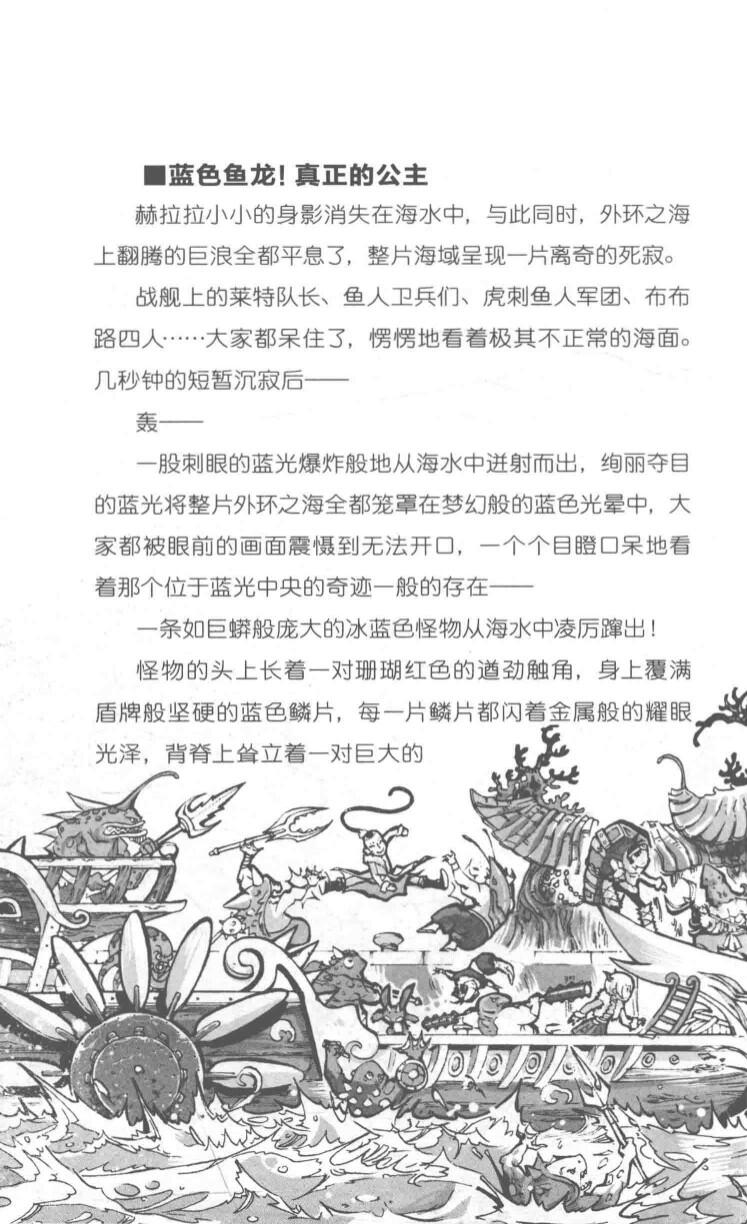 ■蓝色鱼龙！真正的公主
赫拉拉小小的身影消失在海水中，与此同时，外环之海
上翻腾的巨浪全都平息了，整片海域呈现一片离奇的死寂。
战舰上的莱特队长、鱼人卫兵们、虎刺鱼人军团、布布
路四人……大家都呆住了，愣愣地看着极其不正常的海面。
几秒钟的短暂沉寂后——
轰——
一股刺眼的蓝光爆炸般地从海水中迸射而出，绚丽夺目
的蓝光将整片外环之海全都笼罩在梦幻般的蓝色光晕中，大
家都被眼前的画面震慑到无法开口，一个个目瞪口呆地看
着那个位于蓝光中央的奇迹一般的存在——
一条如巨蟒般庞大的冰蓝色怪物从海水中凌厉蹿出！
怪物的头上长着一对珊瑚红色的遒劲触角，身上覆满
盾牌般坚硬的蓝色鳞片，每一片鳞片都闪着金属般的耀眼
光泽，背脊上耸立着一对巨大的